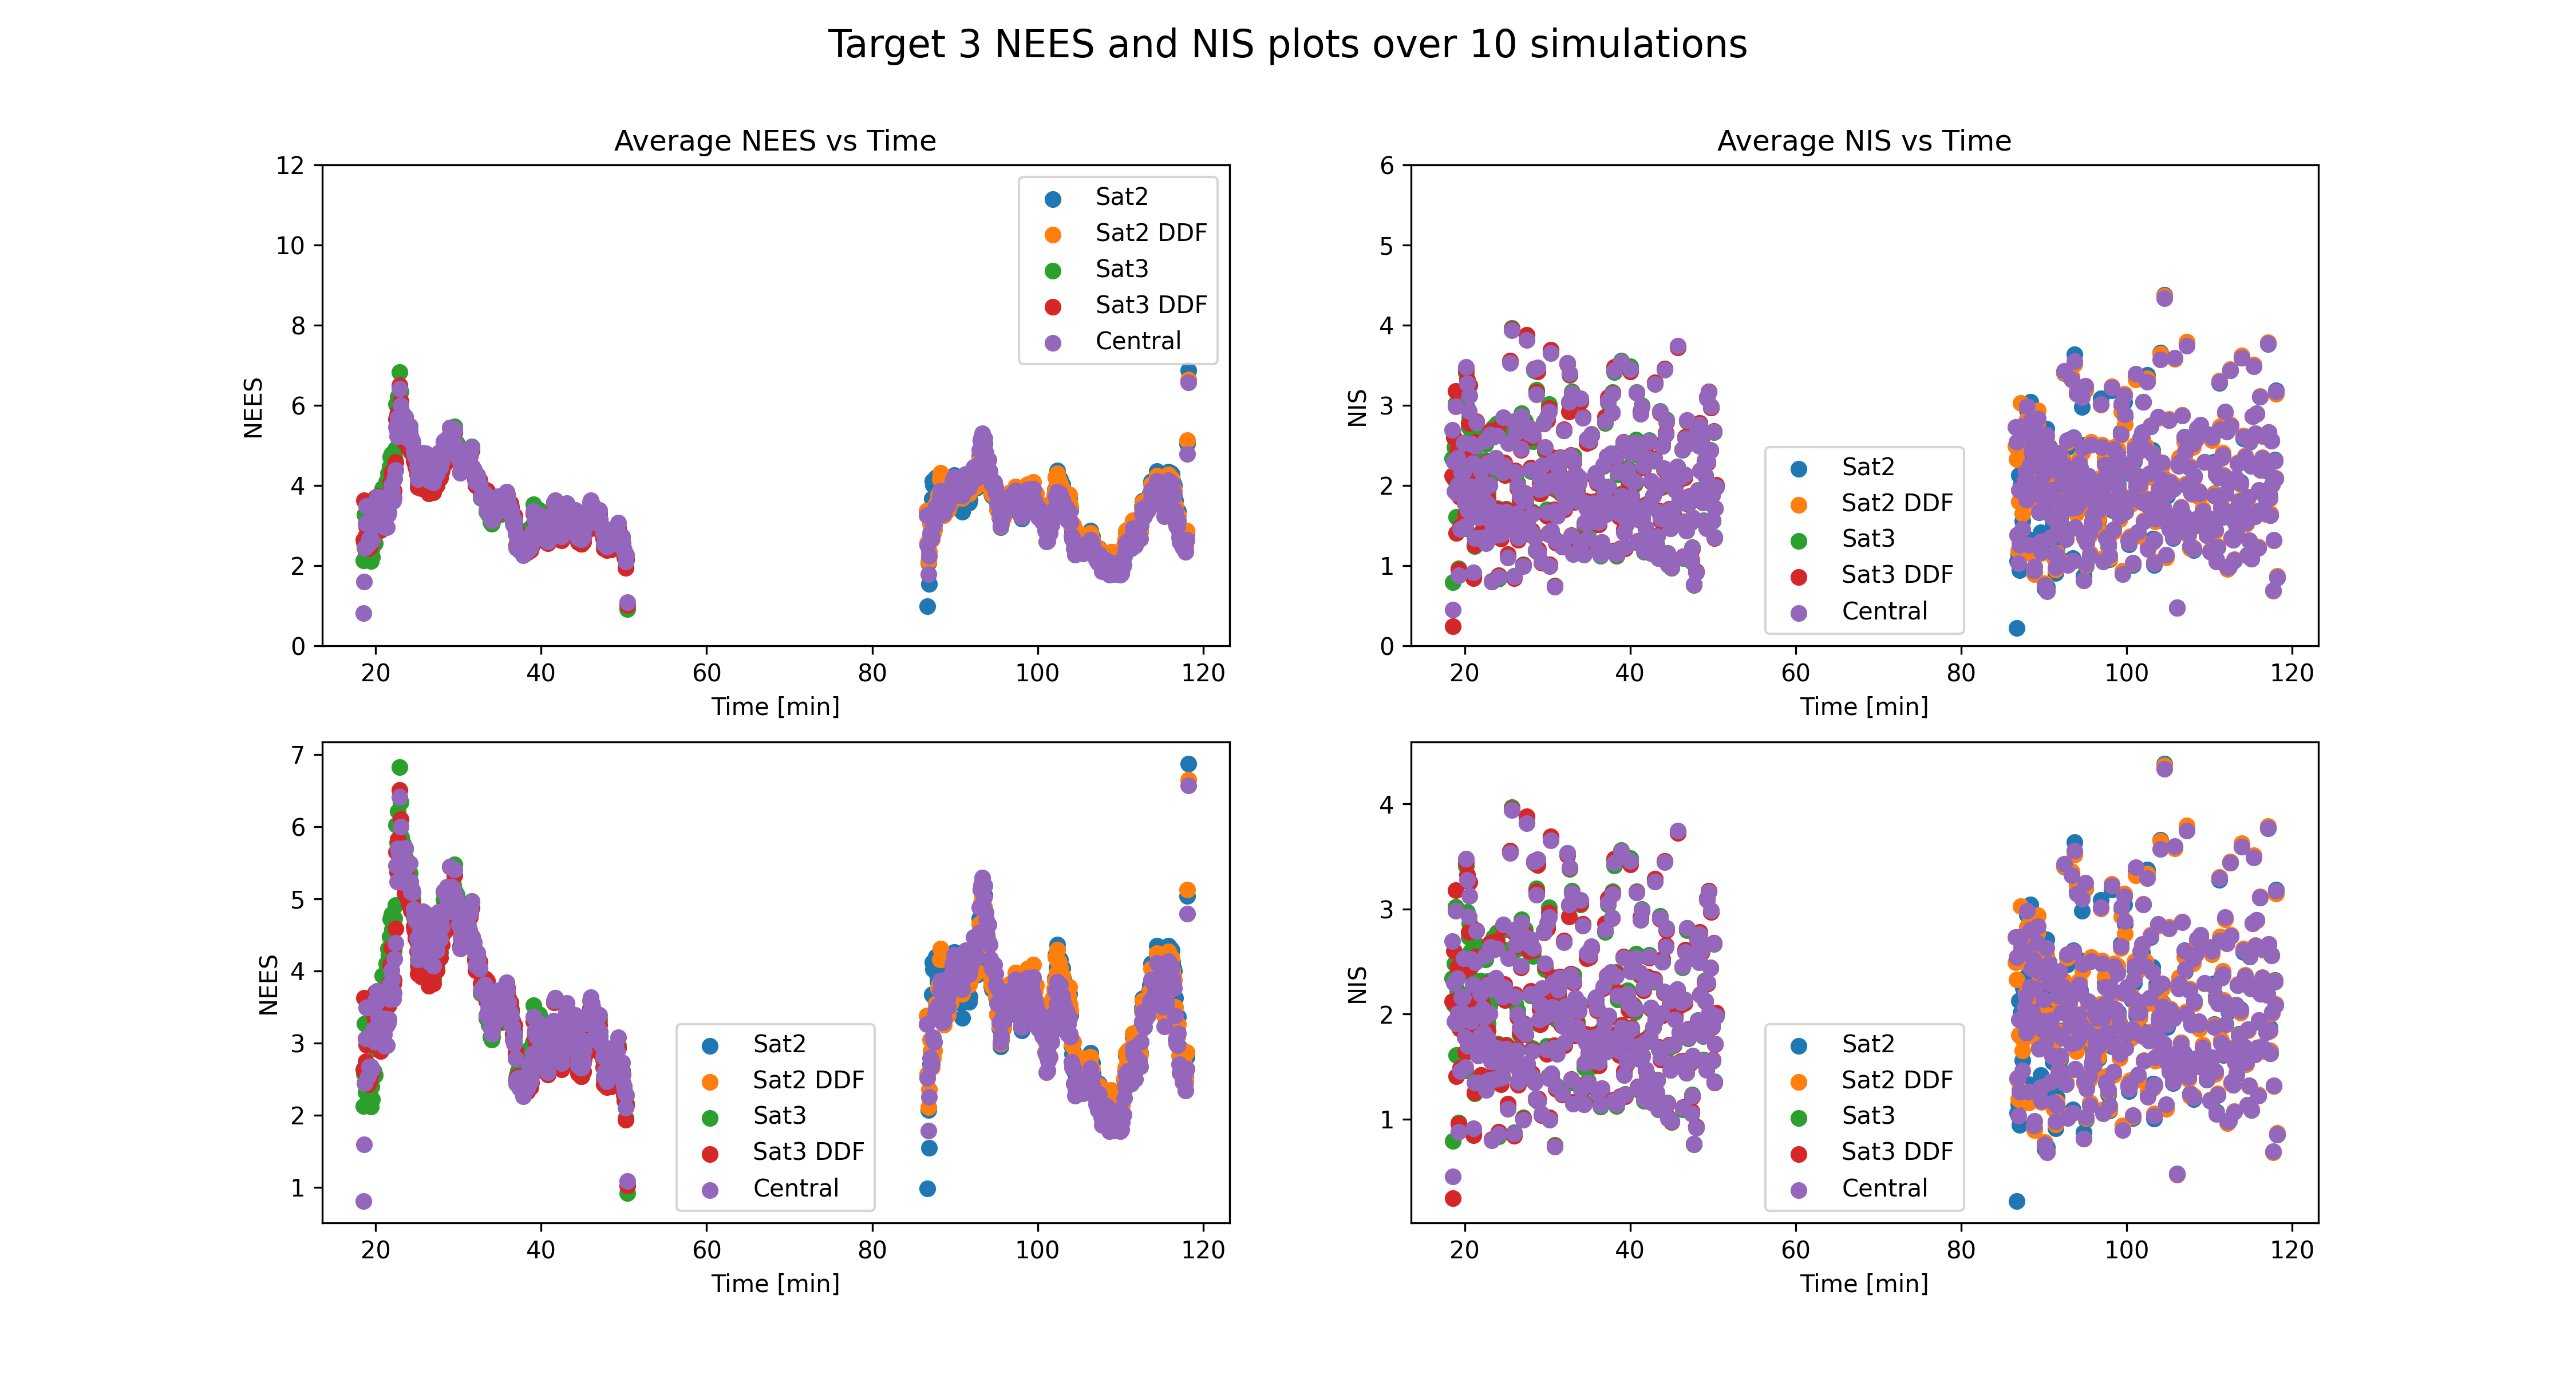 Target 3 NEES and NIS plots over 10 simulations
Average NEES vs Time
12
10
8
6
4
2
0
NEES
20 40 60 80 100 120
Time [min]
Sat2
Sat2 DDF
Sat3
Sat3 DDF
Central
Average NIS vs Time
6
5
4
3
2
1
0
NIS
20 40 60 80 100 120
Time [min]
Sat2
Sat2 DDF
Sat3
Sat3 DDF
Central
7
6
5
4
3
2
1
NEES
20 40 60 80 100 120
Time [min]
Sat2
Sat2 DDF
Sat3
Sat3 DDF
Central
4
3
2
1
NIS
20 40 60 80 100 120
Time [min]
Sat2
Sat2 DDF
Sat3
Sat3 DDF
Central